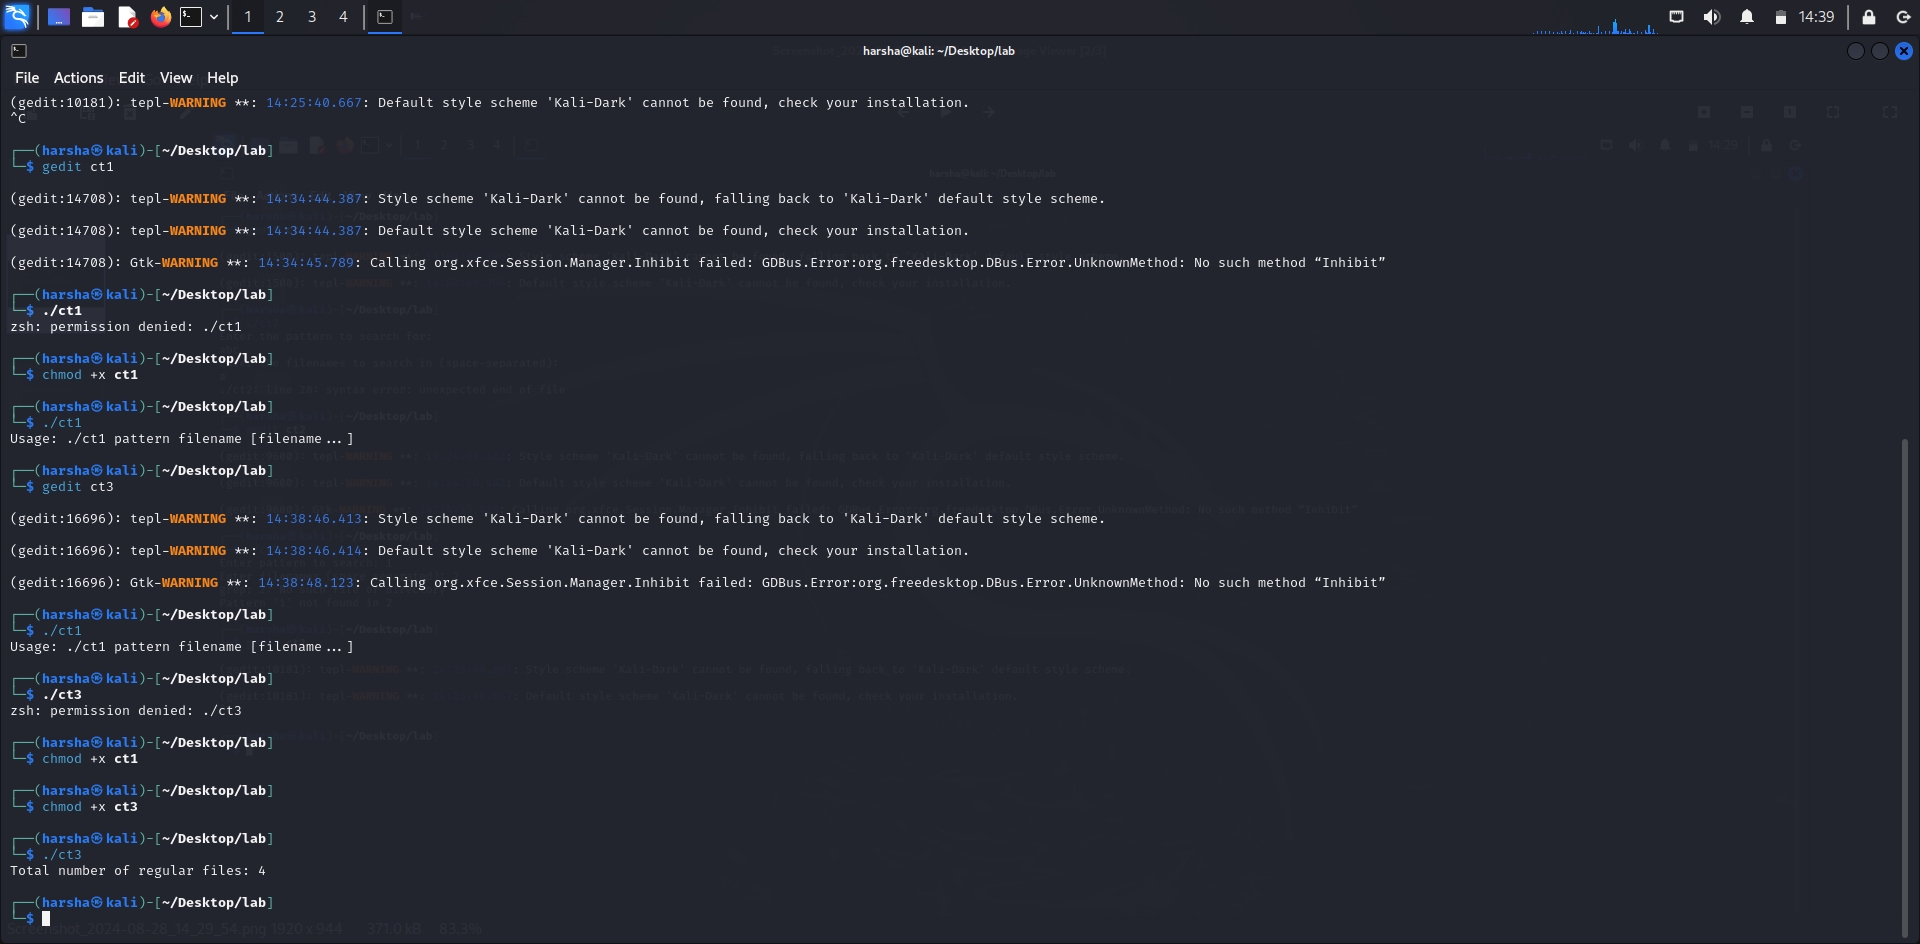 1 2 3 4
14:39
harsha@kali: ~/Desktop/lab
File Actions Edit View Help
(gedit:10181): tepl-WARNING **: 14:25:40.667: Default style scheme 'Kali-Dark' cannot be found, check your installation.
^C
┌──(harsha㉿kali)-[~/Desktop/lab]
└─$ gedit ct1
(gedit:14708): tepl-WARNING **: 14:34:44.387: Style scheme 'Kali-Dark' cannot be found, falling back to 'Kali-Dark' default style scheme.
(gedit:14708): tepl-WARNING **: 14:34:44.387: Default style scheme 'Kali-Dark' cannot be found, check your installation.
(gedit:14708): Gtk-WARNING **: 14:34:45.789: Calling org.xfce.Session.Manager.Inhibit failed: GDBus.Error:org.freedesktop.DBus.Error.UnknownMethod: No such method “Inhibit”
┌──(harsha㉿kali)-[~/Desktop/lab]
└─$ ./ct1
zsh: permission denied: ./ct1
┌──(harsha㉿kali)-[~/Desktop/lab]
└─$ chmod +x ct1
┌──(harsha㉿kali)-[~/Desktop/lab]
└─$ ./ct1
Usage: ./ct1 pattern filename [filename...]
┌──(harsha㉿kali)-[~/Desktop/lab]
└─$ gedit ct3
(gedit:16696): tepl-WARNING **: 14:38:46.413: Style scheme 'Kali-Dark' cannot be found, falling back to 'Kali-Dark' default style scheme.
(gedit:16696): tepl-WARNING **: 14:38:46.414: Default style scheme 'Kali-Dark' cannot be found, check your installation.
(gedit:16696): Gtk-WARNING **: 14:38:48.123: Calling org.xfce.Session.Manager.Inhibit failed: GDBus.Error:org.freedesktop.DBus.Error.UnknownMethod: No such method “Inhibit”
┌──(harsha㉿kali)-[~/Desktop/lab]
└─$ ./ct1
Usage: ./ct1 pattern filename [filename...]
┌──(harsha㉿kali)-[~/Desktop/lab]
└─$ ./ct3
zsh: permission denied: ./ct3
┌──(harsha㉿kali)-[~/Desktop/lab]
└─$ chmod +x ct1
┌──(harsha㉿kali)-[~/Desktop/lab]
└─$ chmod +x ct3
┌──(harsha㉿kali)-[~/Desktop/lab]
└─$ ./ct3
Total number of regular files: 4
┌──(harsha㉿kali)-[~/Desktop/lab]
└─$
Screenshot_2024-08-28_14_29_54.png 1920 x 944 371.0 kB 83.3%